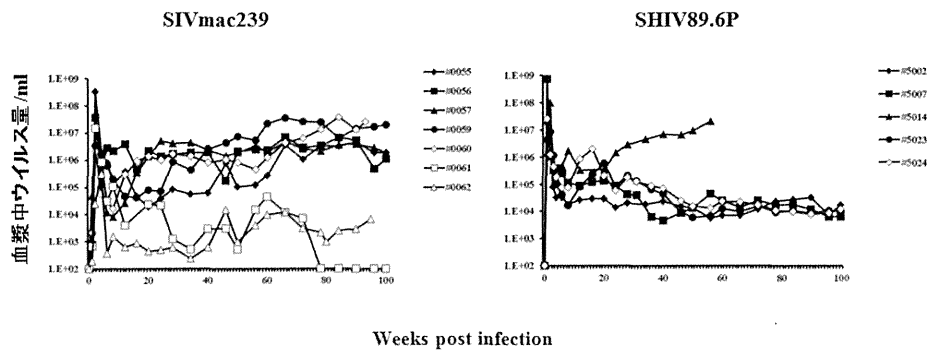 SIVmac239
SHIV89.6P
血漿中ウイルス量/ml
1.E+09
1.E+08
1.E+07
1.E+06
1.E+05
1.E+04
1.E+03
1.E+02
0 20 40 60 80 100
#0055
#0056
#0057
#0059
#0060
#0061
#0062
1.E+09
1.E+08
1.E+07
1.E+06
1.E+05
1.E+04
1.E+03
1.E+02
0 20 40 60 80 100
#5002
#5007
#5014
#5023
#5024
Weeks post infection